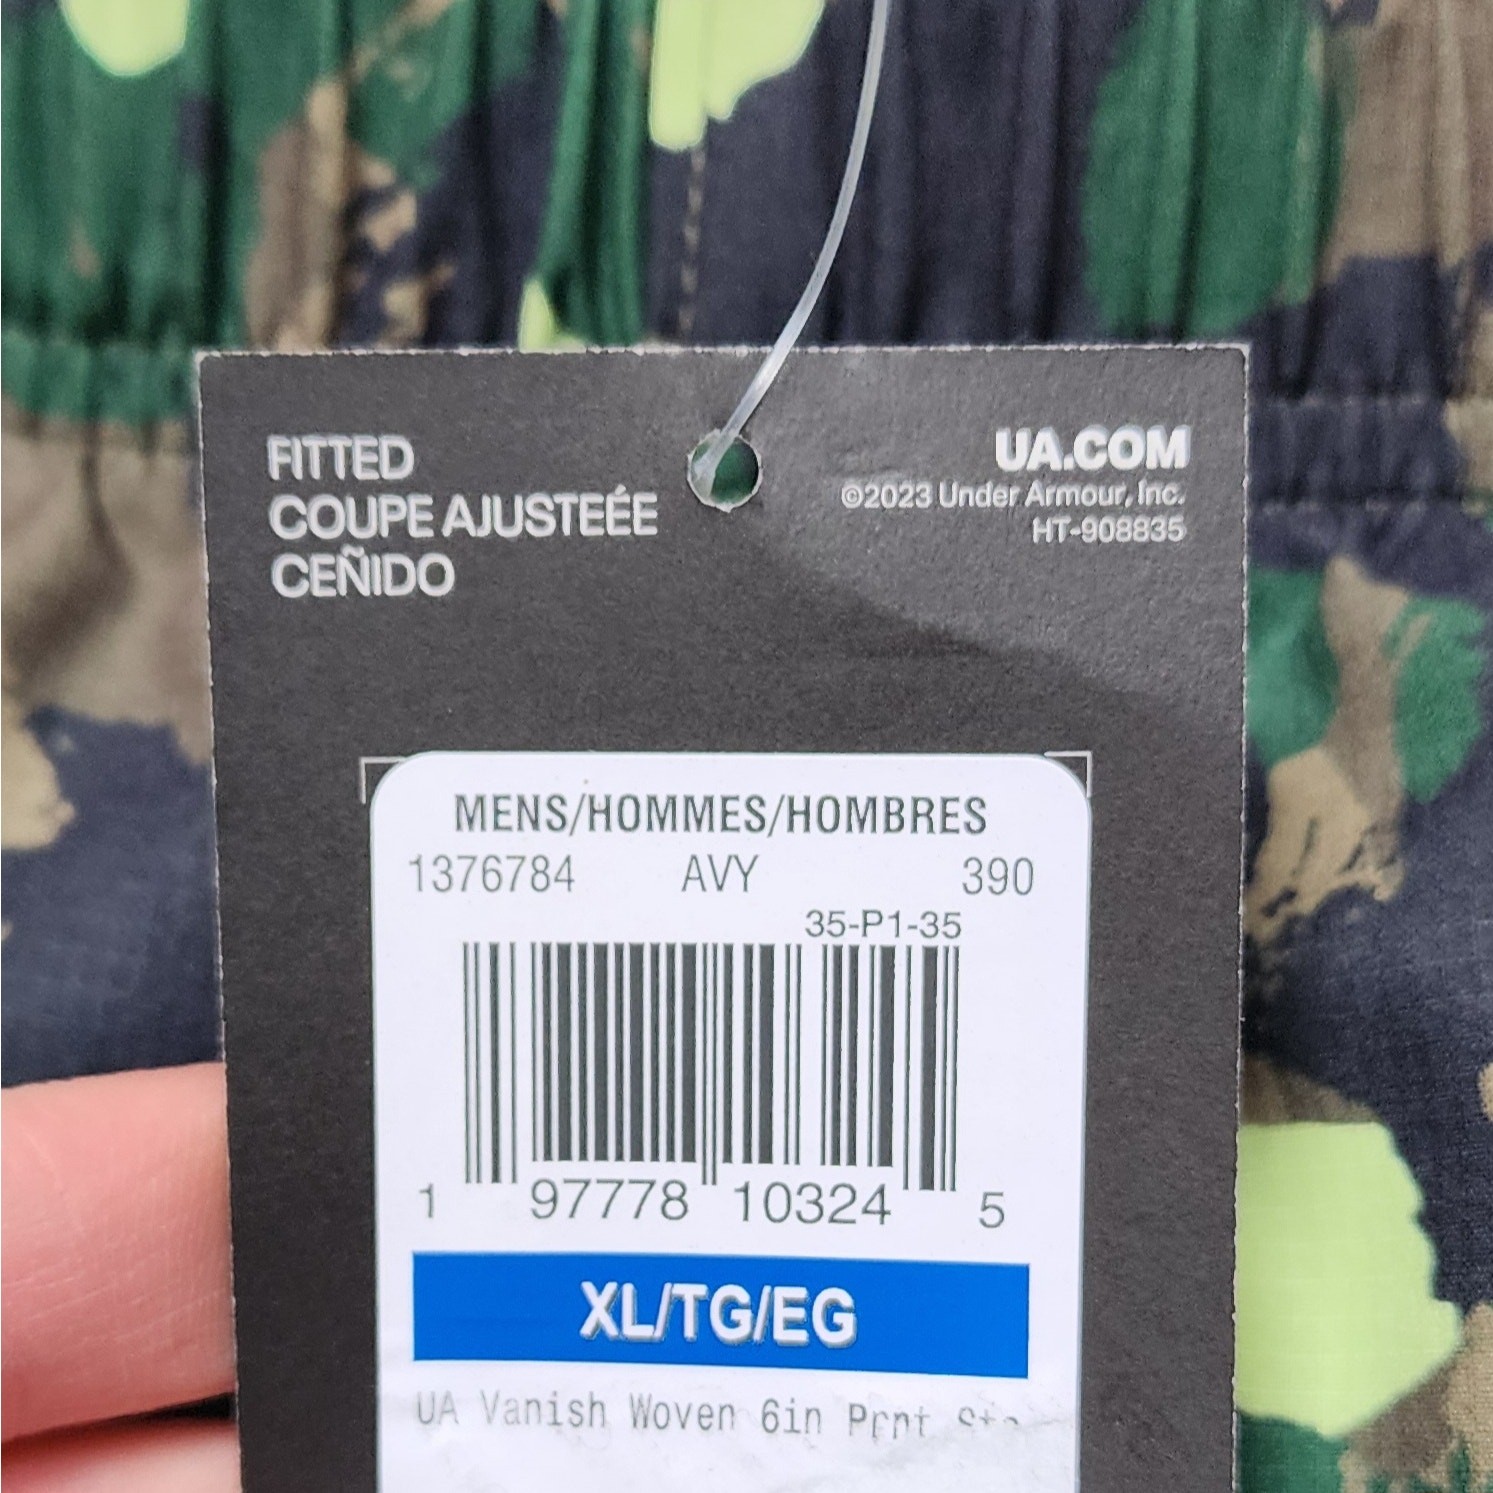 FITTED
COUPE AJUSTEÉE
CEÑIDO
UA.COM
©2023 Under Armour, Inc.
HT-908835
MENS/HOMMES/HOMBRES
1376784 AVY 390
35-P1-35
1 97778 10324 5
XL/TG/EG
UA Vanish Woven 6in Prnt